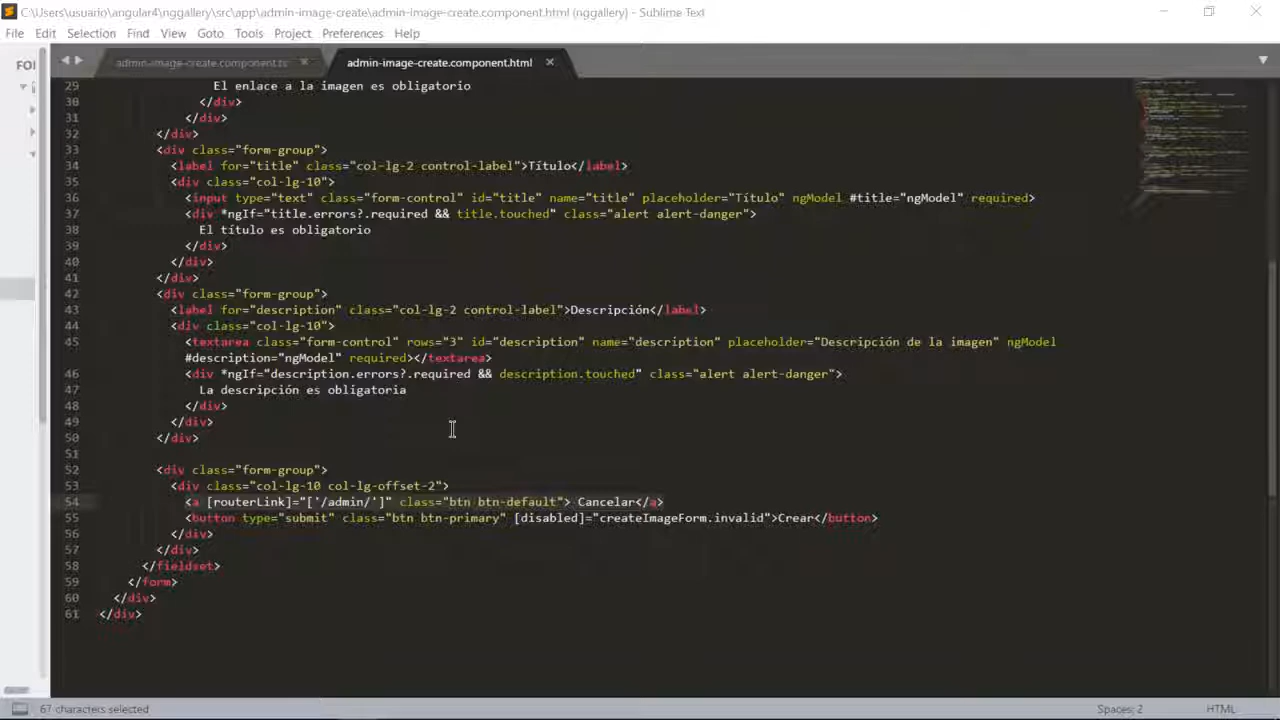 C:\Users\usuario\angular4\nggallery\src\app\admin-image-create\admin-image-create.component.html (nggallery) - Sublime Text
File Edit Selection Find View Goto Tools Project Preferences Help
FOI
admin-image-create.component.ts ×
admin-image-create.component.html ×
29 El enlace a la imagen es obligatorio
30 </div>
31 </div>
32 </div>
33 <div class="form-group">
34 <label for="title" class="col-lg-2 control-label">Título</label>
35 <div class="col-lg-10">
36 <input type="text" class="form-control" id="title" name="title" placeholder="Título" ngModel #title="ngModel" required>
37 <div *ngIf="title.errors?.required && title.touched" class="alert alert-danger">
38 El título es obligatorio
39 </div>
40 </div>
41 </div>
42 <div class="form-group">
43 <label for="description" class="col-lg-2 control-label">Descripción</label>
44 <div class="col-lg-10">
45 <textarea class="form-control" rows="3" id="description" name="description" placeholder="Descripción de la imagen" ngModel
#description="ngModel" required></textarea>
46 <div *ngIf="description.errors?.required && description.touched" class="alert alert-danger">
47 La descripción es obligatoria
48 </div>
49 </div>
50 </div>
51
52 <div class="form-group">
53 <div class="col-lg-10 col-lg-offset-2">
54 <a [routerLink]="['/admin/']" class="btn btn-default"> Cancelar</a>
55 <button type="submit" class="btn btn-primary" [disabled]="createImageForm.invalid">Crear</button>
56 </div>
57 </div>
58 </fieldset>
59 </form>
60 </div>
61 </div>
67 characters selected
Spaces: 2
HTML